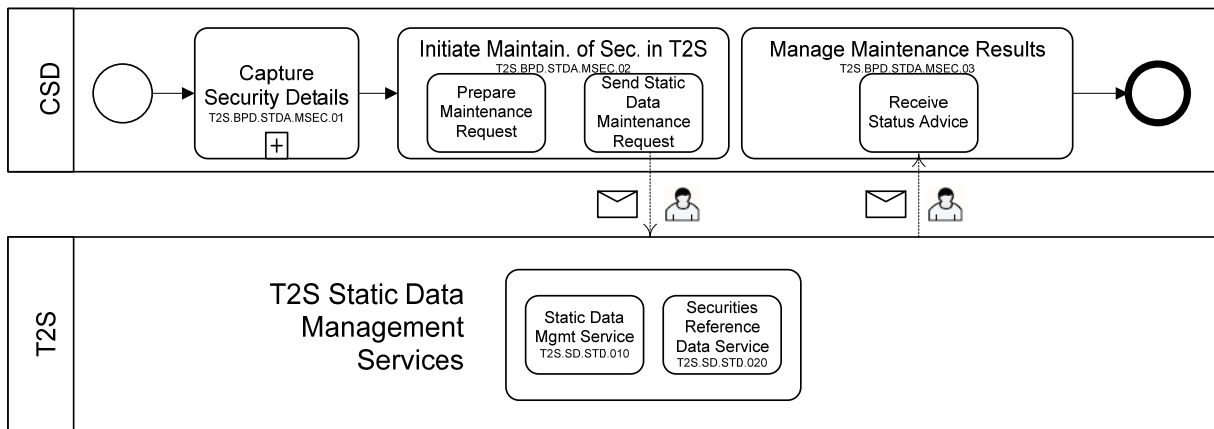 CSD
Capture
Security Details
T2S.BPD.STDA.MSEC.01
+
Initiate Maintain. of Sec. in T2S
T2S.BPD.STDA.MSEC.02
Prepare
Maintenance
Request
Send Static
Data
Maintenance
Request
Manage Maintenance Results
T2S.BPD.STDA.MSEC.03
Receive
Status Advice
T2S
T2S Static Data
Management
Services
Static Data
Mgmt Service
T2S.SD.STD.010
Securities
Reference
Data Service
T2S.SD.STD.020